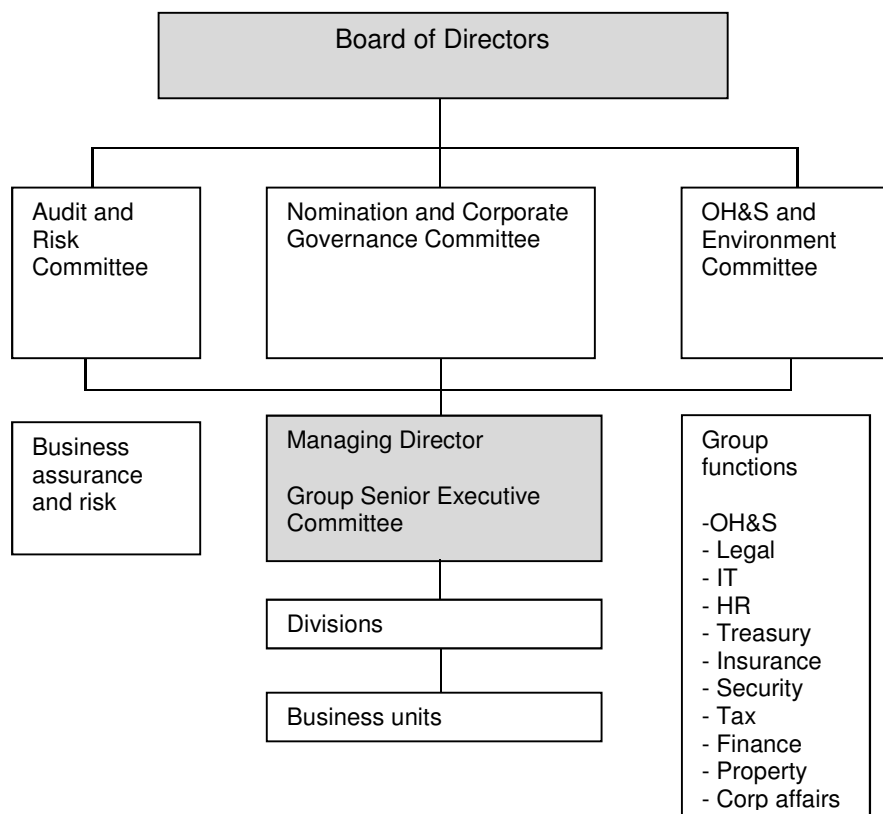 Board of Directors
Audit and
Risk
Committee
Nomination and Corporate
Governance Committee
OH&S and
Environment
Committee
Business
assurance
and risk
Managing Director
Group Senior Executive
Committee
Divisions
Business units
Group
functions
-OH&S
- Legal
- IT
- HR
- Treasury
- Insurance
- Security
- Tax
- Finance
- Property
- Corp affairs